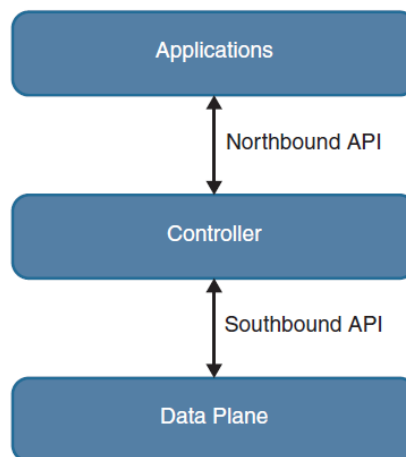 Applications
Northbound API
Controller
Southbound API
Data Plane